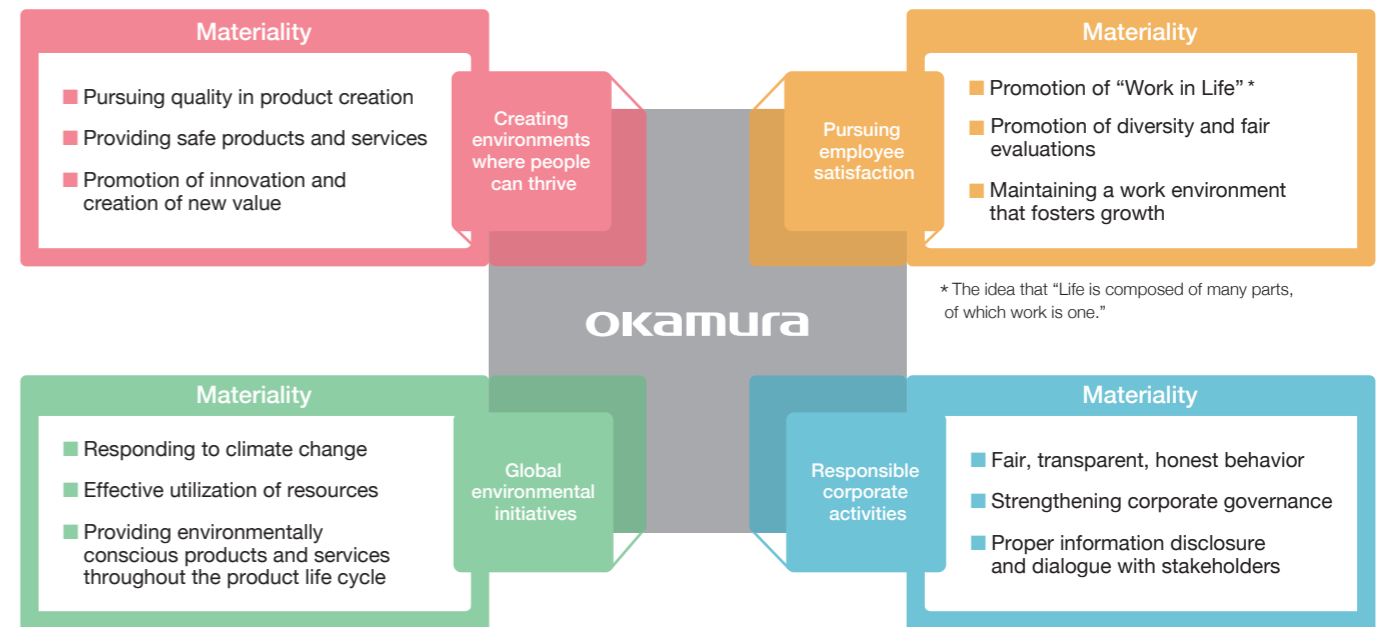 Materiality
Pursuing quality in product creation
Providing safe products and services
Promotion of innovation and
creation of new value
Creating
environments
where people
can thrive
Materiality
Pursuing
employee
satisfaction
Promotion of “Work in Life” *
Promotion of diversity and fair
evaluations
Maintaining a work environment
that fosters growth
* The idea that “Life is composed of many parts,
of which work is one.”
okamura
Materiality
Responding to climate change
Effective utilization of resources
Providing environmentally
conscious products and services
throughout the product life cycle
Global
environmental
initiatives
Materiality
Responsible
corporate
activities
Fair, transparent, honest behavior
Strengthening corporate governance
Proper information disclosure
and dialogue with stakeholders